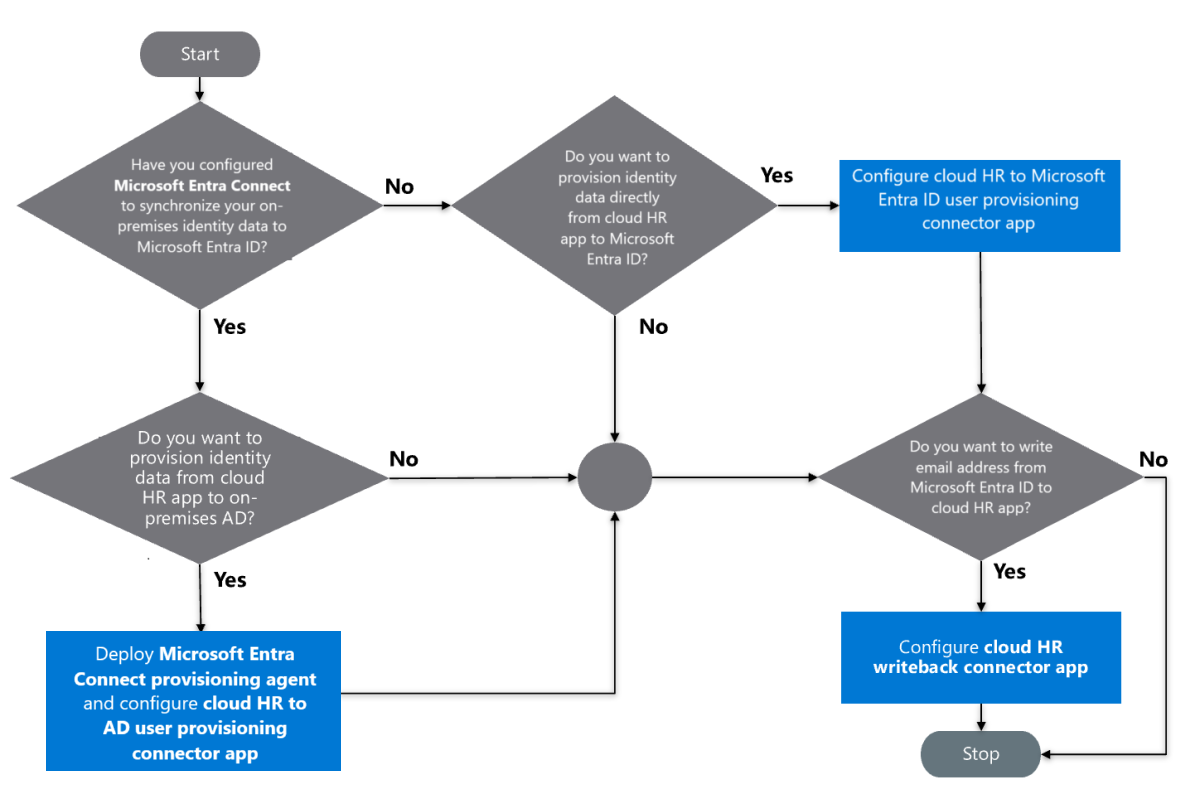 Start
Have you configured
Microsoft Entra Connect
to synchronize your on-
premises identity data to
Microsoft Entra ID?
No
Do you want to
provision identity
data directly
from cloud HR
app to Microsoft
Entra ID?
Yes
Configure cloud HR to Microsoft
Entra ID user provisioning
connector app
Yes
No
Do you want to
provision identity
data from cloud
HR app to on-
premises AD?
No
Do you want to write
email address from
Microsoft Entra ID to
cloud HR app?
No
Yes
Yes
Deploy Microsoft Entra
Connect provisioning agent
and configure cloud HR to
AD user provisioning
connector app
Configure cloud HR
writeback connector app
Stop